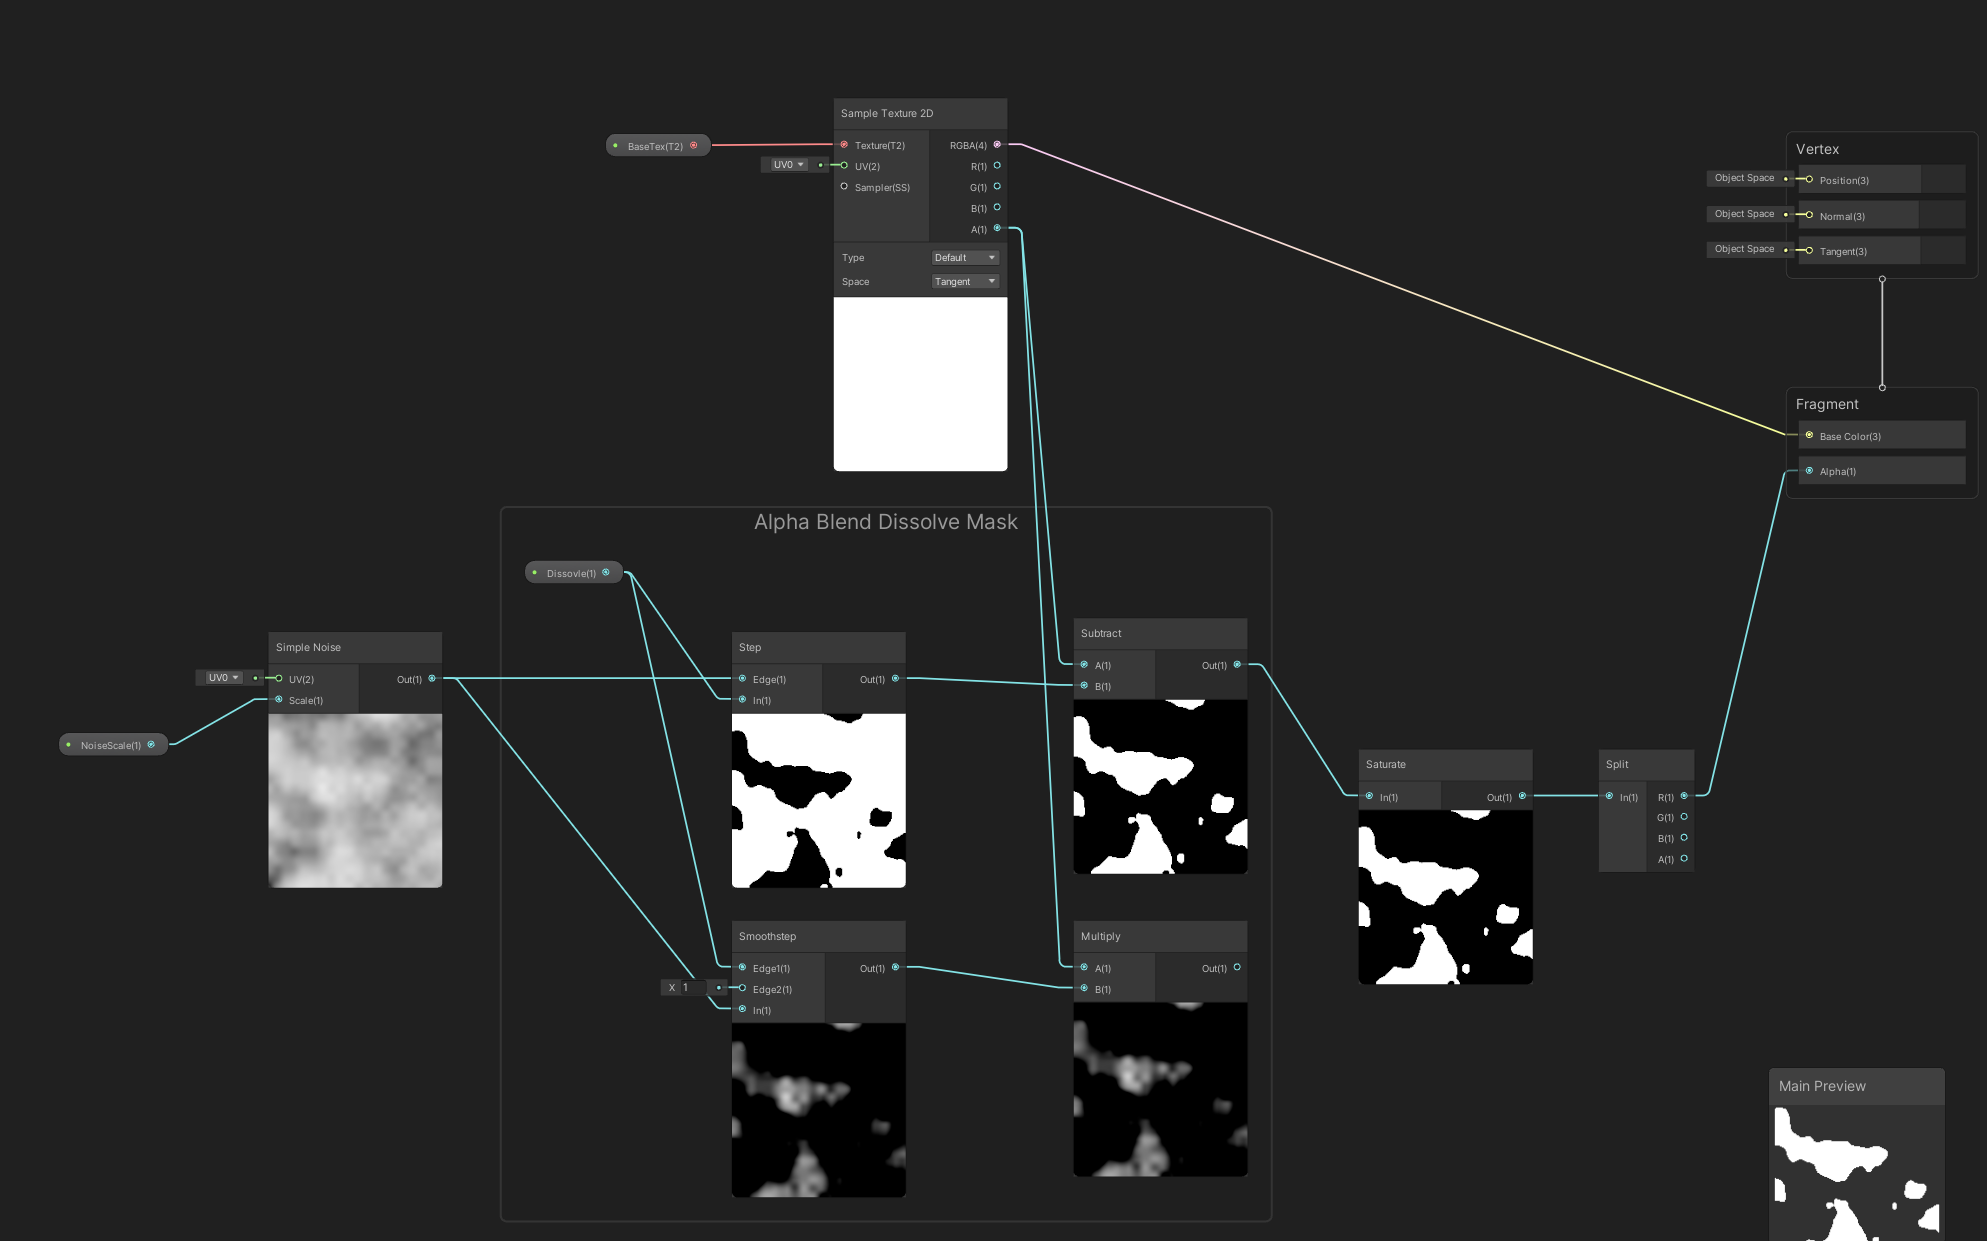 Sample Texture 2D
BaseTex(T2)
Texture(T2)
RGBA(4)
UV0
UV(2)
R(1)
Sampler(SS)
G(1)
B(1)
A(1)
Type
Default
Space
Tangent
Vertex
Object Space
Position(3)
Object Space
Normal(3)
Object Space
Tangent(3)
Fragment
Base Color(3)
Alpha(1)
Alpha Blend Dissolve Mask
Dissovle(1)
Simple Noise
UV0
UV(2)
Out(1)
Scale(1)
NoiseScale(1)
Step
Edge(1)
Out(1)
In(1)
Subtract
A(1)
Out(1)
B(1)
Smoothstep
Edge1(1)
Out(1)
X 1
Edge2(1)
In(1)
Multiply
A(1)
Out(1)
B(1)
Saturate
In(1)
Out(1)
Split
In(1)
R(1)
G(1)
B(1)
A(1)
Main Preview